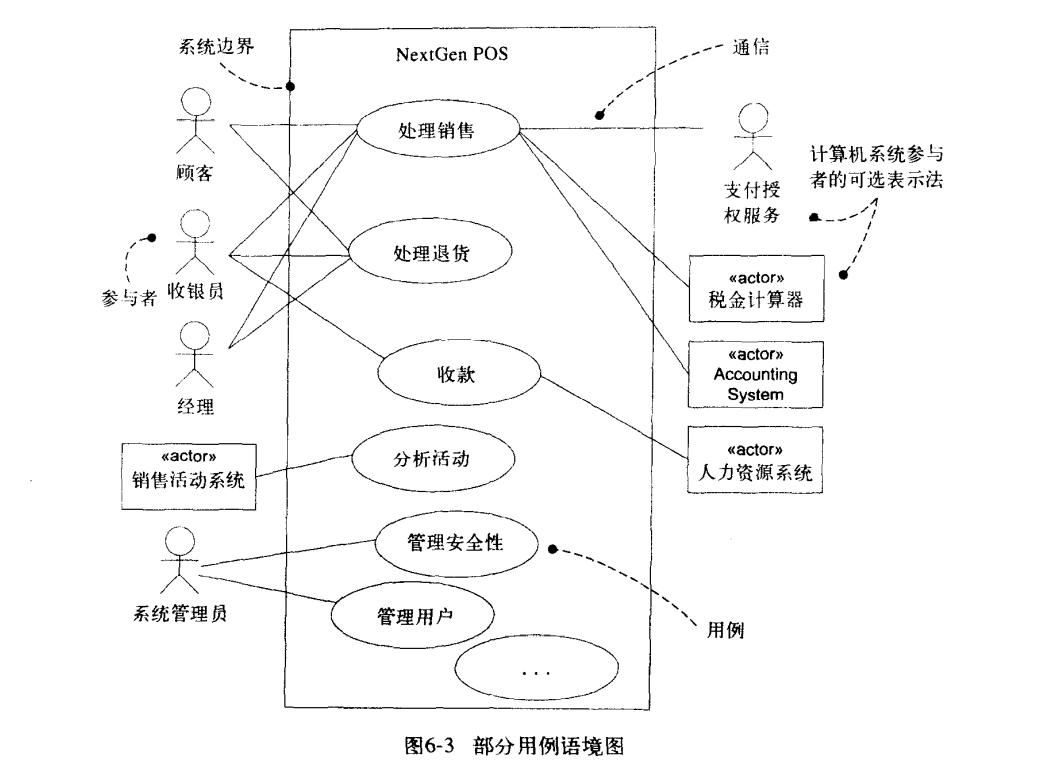 系统边界
NextGen POS
通信
处理销售
顾客
支付授
权服务
计算机系统参与
者的可选表示法
处理退货
参与者
收银员
«actor»
税金计算器
收款
经理
«actor»
Accounting
System
«actor»
销售活动系统
分析活动
«actor»
人力资源系统
管理安全性
系统管理员
管理用户
用例
...
图6-3 部分用例语境图